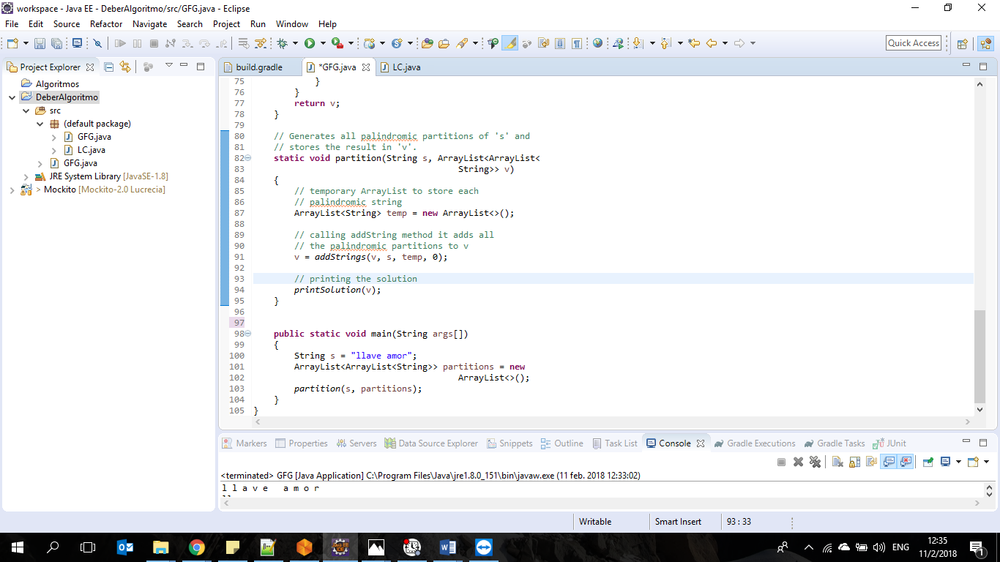 workspace - Java EE - DeberAlgoritmo/src/GFG.java - Eclipse
File Edit Source Refactor Navigate Search Project Run Window Help
Quick Access
Project Explorer
build.gradle *GFG.java LC.java
Algoritmos
DeberAlgoritmo
src
(default package)
GFG.java
LC.java
GFG.java
JRE System Library [JavaSE-1.8]
> Mockito [Mockito-2.0 Lucrecia]
75 }
76 }
77 return v;
78 }
79
80 // Generates all palindromic partitions of 's' and
81 // stores the result in 'v'.
82 static void partition(String s, ArrayList<ArrayList<
83 String>> v)
84 {
85 // temporary ArrayList to store each
86 // palindromic string
87 ArrayList<String> temp = new ArrayList<>();
88
89 // calling addString method it adds all
90 // the palindromic partitions to v
91 v = addStrings(v, s, temp, 0);
92
93 // printing the solution
94 printSolution(v);
95 }
96
97
98 public static void main(String args[])
99 {
100 String s = "llave amor";
101 ArrayList<ArrayList<String>> partitions = new
102 ArrayList<>();
103 partition(s, partitions);
104 }
105 }
Markers Properties Servers Data Source Explorer Snippets Outline Task List Console Gradle Executions Gradle Tasks JUnit
<terminated> GFG [Java Application] C:\Program Files\Java\jre1.8.0_151\bin\javaw.exe (11 feb. 2018 12:33:02)
l l a v e   a m o r
Writable Smart Insert 93 : 33
ENG
12:35
11/2/2018
1